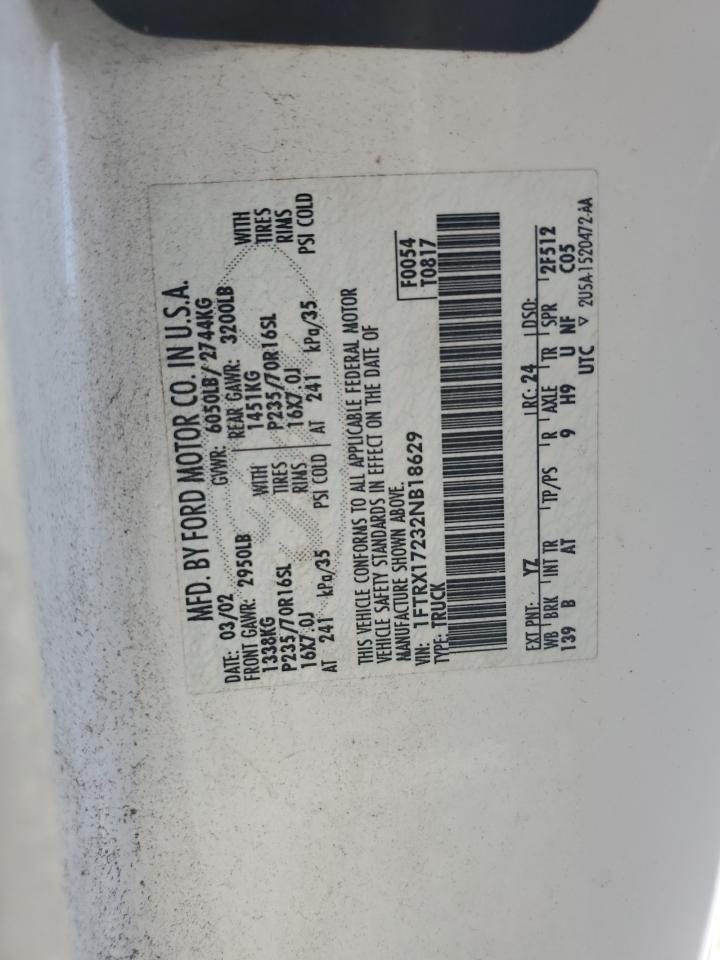 MFD. BY FORD MOTOR CO. IN U.S.A.
DATE: 03/02 GVWR: 6050LB/ 2744KG
FRONT GAWR: 2950LB REAR GAWR: 3200LB
1338KG WITH 1451KG WITH
P235/70R16SL TIRES P235/70R16SL TIRES
16X7.0J RIMS 16X7.0J RIMS
AT 241 kPa/35 PSI COLD AT 241 kPa/35 PSI COLD
THIS VEHICLE CONFORMS TO ALL APPLICABLE FEDERAL MOTOR
VEHICLE SAFETY STANDARDS IN EFFECT ON THE DATE OF
MANUFACTURE SHOWN ABOVE.
VIN: 1FTRX17232NB18629 F0054
TYPE: TRUCK T0817
EXT PNT: YZ RC: 24 DSO:
WB BRK INT TR TP/PS R AXLE TR SPR 2F512
139 B AT 9 H9 U NF C05
UTC ▽ 2U5A-1520472-AA